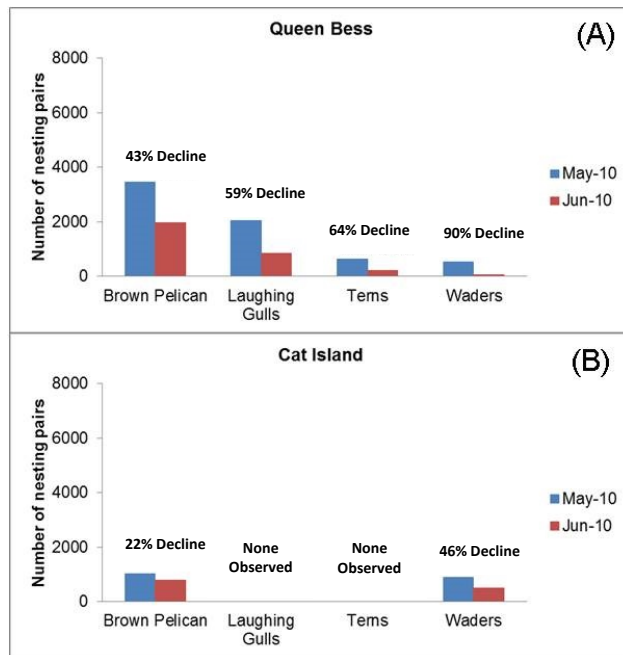 Queen Bess
(A)
Number of nesting pairs
8000
6000
4000
2000
0
43% Decline
59% Decline
64% Decline
90% Decline
May-10
Jun-10
Brown Pelican
Laughing
Gulls
Terns
Waders
Cat Island
(B)
Number of nesting pairs
8000
6000
4000
2000
0
22% Decline
None
Observed
None
Observed
46% Decline
May-10
Jun-10
Brown Pelican
Laughing
Gulls
Terns
Waders